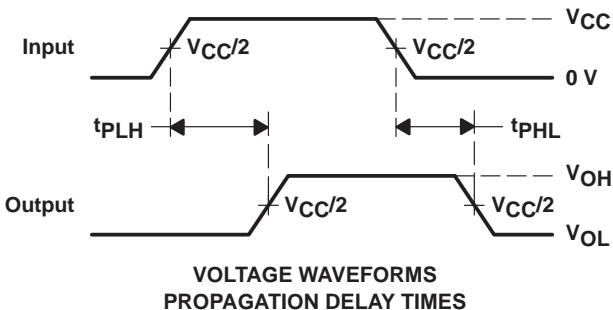 VCC
Input VCC/2 VCC/2
0 V
tPLH tPHL
VOH
Output VCC/2 VCC/2
VOL
VOLTAGE WAVEFORMS
PROPAGATION DELAY TIMES